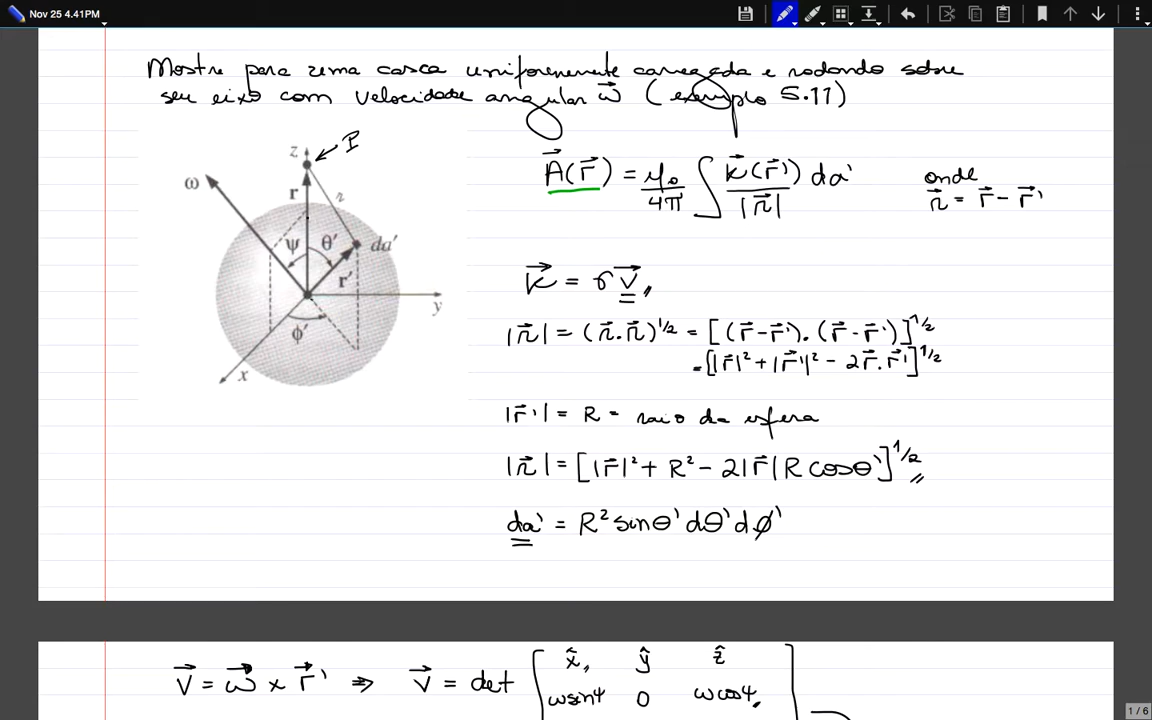 Nov 25 4.41PM
Mostre para uma casca uniformemente carregada e rodando sobre
seu eixo com velocidade angular ω⃗ (exemplo 5.11)
z P
ω r 𝓇
ψ θ' da'
r'
y
φ'
x
A⃗(r⃗) = μ₀/4π ∫ K⃗(r⃗')/|𝓇⃗| da' onde
𝓇⃗ = r⃗ - r⃗'
K⃗ = σ v⃗,,
|𝓇⃗| = (𝓇⃗.𝓇⃗)^1/2 = [(r⃗-r⃗').(r⃗-r⃗')]^1/2
= [|r⃗|² + |r⃗'|² - 2r⃗.r⃗']^1/2
|r⃗'| = R = raio da esfera
|𝓇⃗| = [|r⃗|² + R² - 2|r⃗|R cosθ']^1/2
da' = R² sinθ' dθ' dφ'
v⃗ = ω⃗ x r⃗' ⇒ v⃗ = det [ x̂, ŷ ẑ
ωsinψ 0 ωcosψ, ]
1 / 6